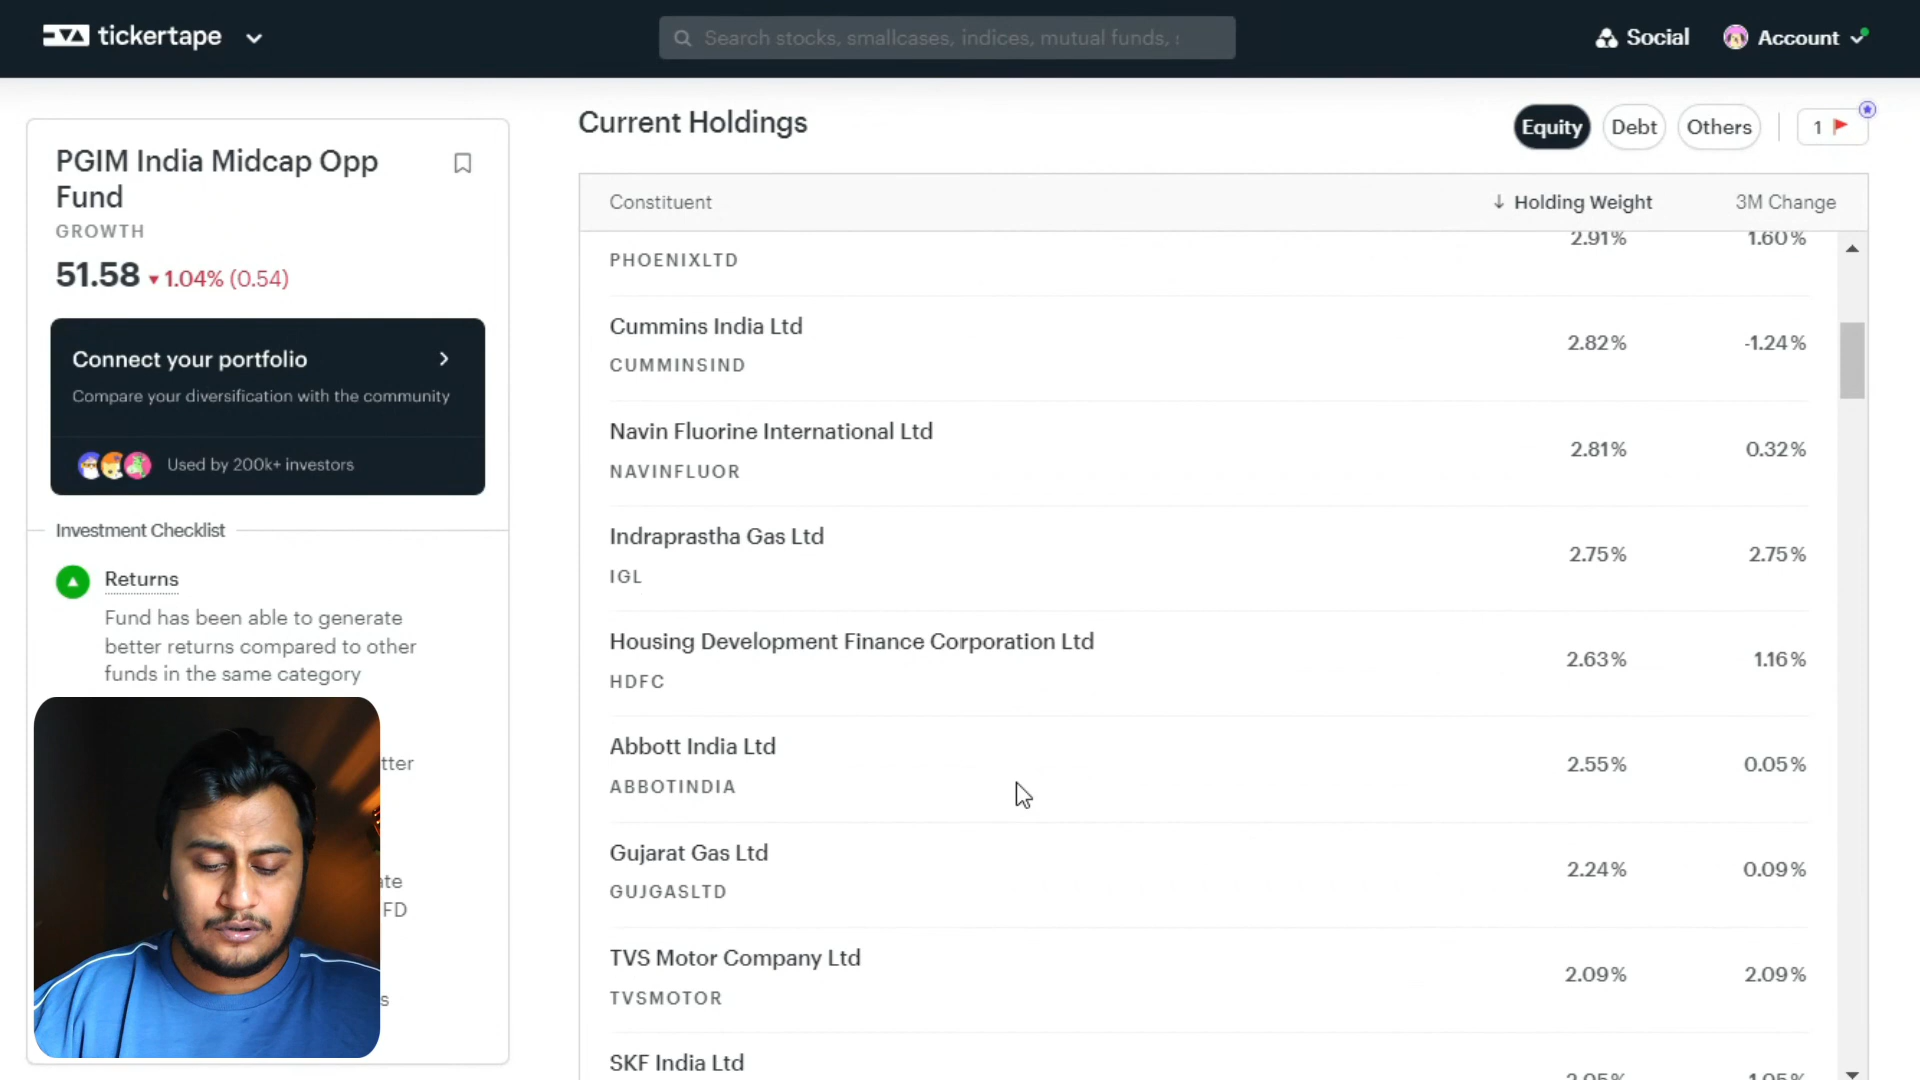 tickertape
Search stocks, smallcases, indices, mutual funds,
Social
Account
PGIM India Midcap Opp
Fund
GROWTH
51.58 ▾ 1.04% (0.54)
Connect your portfolio
Compare your diversification with the community
Used by 200k+ investors
Investment Checklist
Returns
Fund has been able to generate
better returns compared to other
funds in the same category
tter
FD
s
Current Holdings
Equity
Debt
Others
1
Constituent
↓ Holding Weight
3M Change
2.91%
1.60%
PHOENIXLTD
Cummins India Ltd
CUMMINSIND
2.82%
-1.24%
Navin Fluorine International Ltd
NAVINFLUOR
2.81%
0.32%
Indraprastha Gas Ltd
IGL
2.75%
2.75%
Housing Development Finance Corporation Ltd
HDFC
2.63%
1.16%
Abbott India Ltd
ABBOTINDIA
2.55%
0.05%
Gujarat Gas Ltd
GUJGASLTD
2.24%
0.09%
TVS Motor Company Ltd
TVSMOTOR
2.09%
2.09%
SKF India Ltd